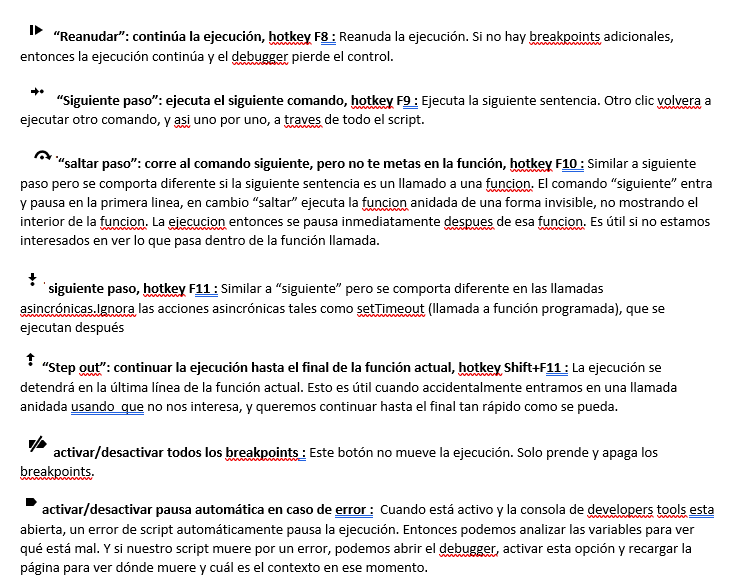 “Reanudar”: continúa la ejecución, hotkey F8 : Reanuda la ejecución. Si no hay breakpoints adicionales,
entonces la ejecución continúa y el debugger pierde el control.
“Siguiente paso”: ejecuta el siguiente comando, hotkey F9 : Ejecuta la siguiente sentencia. Otro clic volvera a
ejecutar otro comando, y asi uno por uno, a traves de todo el script.
“saltar paso”: corre al comando siguiente, pero no te metas en la función, hotkey F10 : Similar a siguiente
paso pero se comporta diferente si la siguiente sentencia es un llamado a una funcion. El comando “siguiente” entra
y pausa en la primera linea, en cambio “saltar” ejecuta la funcion anidada de una forma invisible, no mostrando el
interior de la funcion. La ejecucion entonces se pausa inmediatamente despues de esa funcion. Es útil si no estamos
interesados en ver lo que pasa dentro de la función llamada.
siguiente paso, hotkey F11 : Similar a “siguiente” pero se comporta diferente en las llamadas
asincrónicas.Ignora las acciones asincrónicas tales como setTimeout (llamada a función programada), que se
ejecutan después
“Step out”: continuar la ejecución hasta el final de la función actual, hotkey Shift+F11 : La ejecución se
detendrá en la última línea de la función actual. Esto es útil cuando accidentalmente entramos en una llamada
anidada usando que no nos interesa, y queremos continuar hasta el final tan rápido como se pueda.
activar/desactivar todos los breakpoints : Este botón no mueve la ejecución. Solo prende y apaga los
breakpoints.
activar/desactivar pausa automática en caso de error : Cuando está activo y la consola de developers tools esta
abierta, un error de script automáticamente pausa la ejecución. Entonces podemos analizar las variables para ver
qué está mal. Y si nuestro script muere por un error, podemos abrir el debugger, activar esta opción y recargar la
página para ver dónde muere y cuál es el contexto en ese momento.